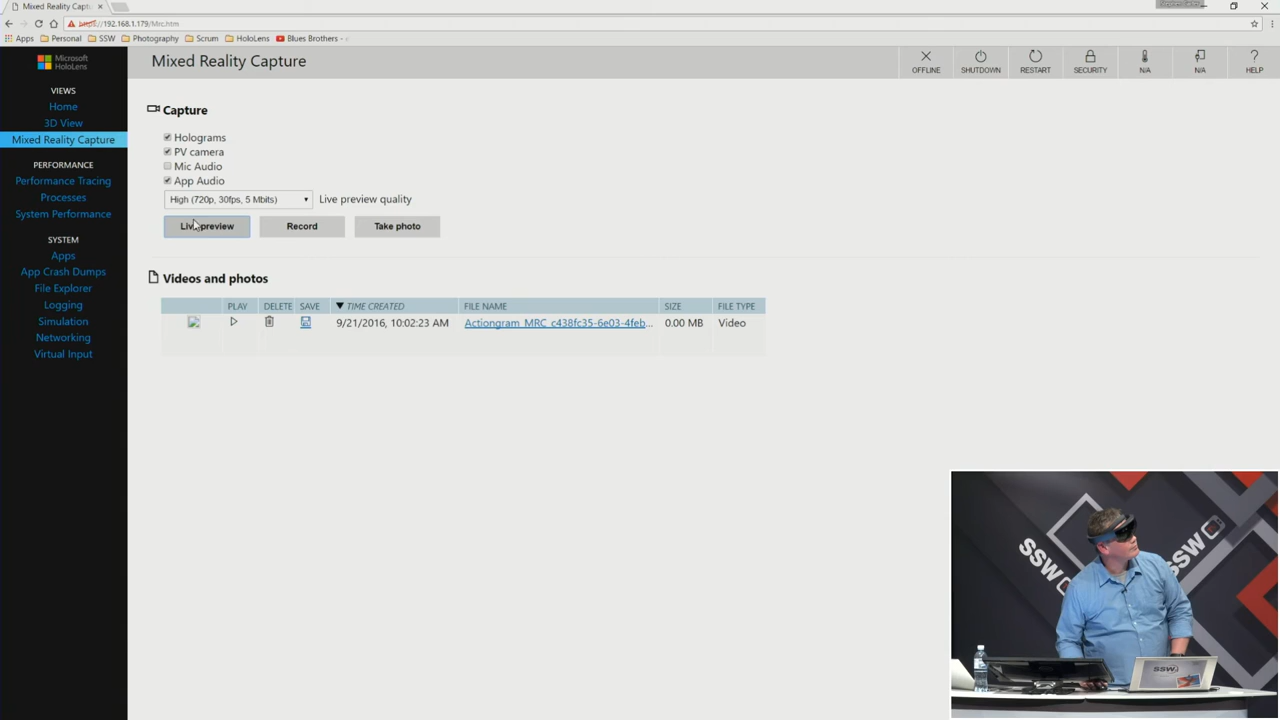 Mixed Reality Captu
https://192.168.1.179/Mrc.htm
Apps Personal SSW Photography Scrum HoloLens Blues Brothers -
Microsoft HoloLens
Mixed Reality Capture
OFFLINE SHUTDOWN RESTART SECURITY N/A N/A HELP
VIEWS
Home
3D View
Mixed Reality Capture
PERFORMANCE
Performance Tracing
Processes
System Performance
SYSTEM
Apps
App Crash Dumps
File Explorer
Logging
Simulation
Networking
Virtual Input
Capture
Holograms
PV camera
Mic Audio
App Audio
High (720p, 30fps, 5 Mbits) Live preview quality
Live preview Record Take photo
Videos and photos
PLAY DELETE SAVE TIME CREATED FILE NAME SIZE FILE TYPE
9/21/2016, 10:02:23 AM Actiongram_MRC_c438fc35-6e03-4feb... 0.00 MB Video
SSW
SSW
SSW